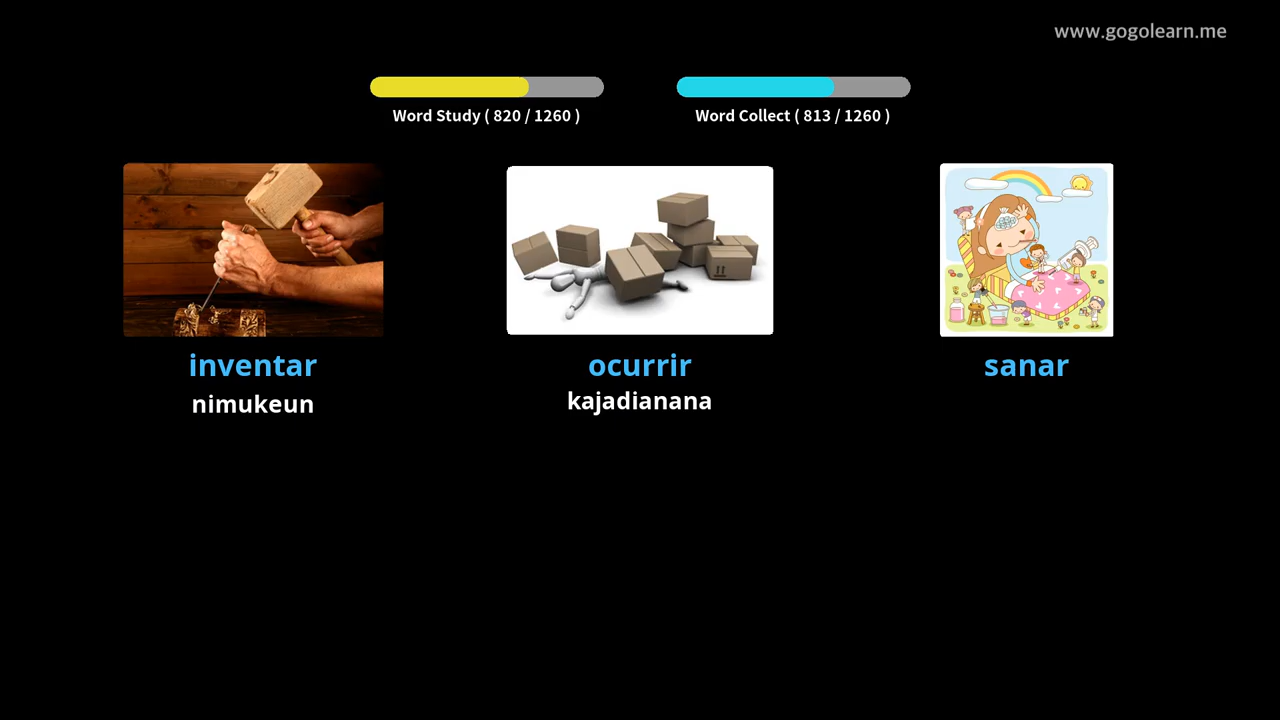 www.gogolearn.me
Word Study ( 820 / 1260 )
Word Collect ( 813 / 1260 )
inventar
nimukeun
ocurrir
kajadianana
sanar